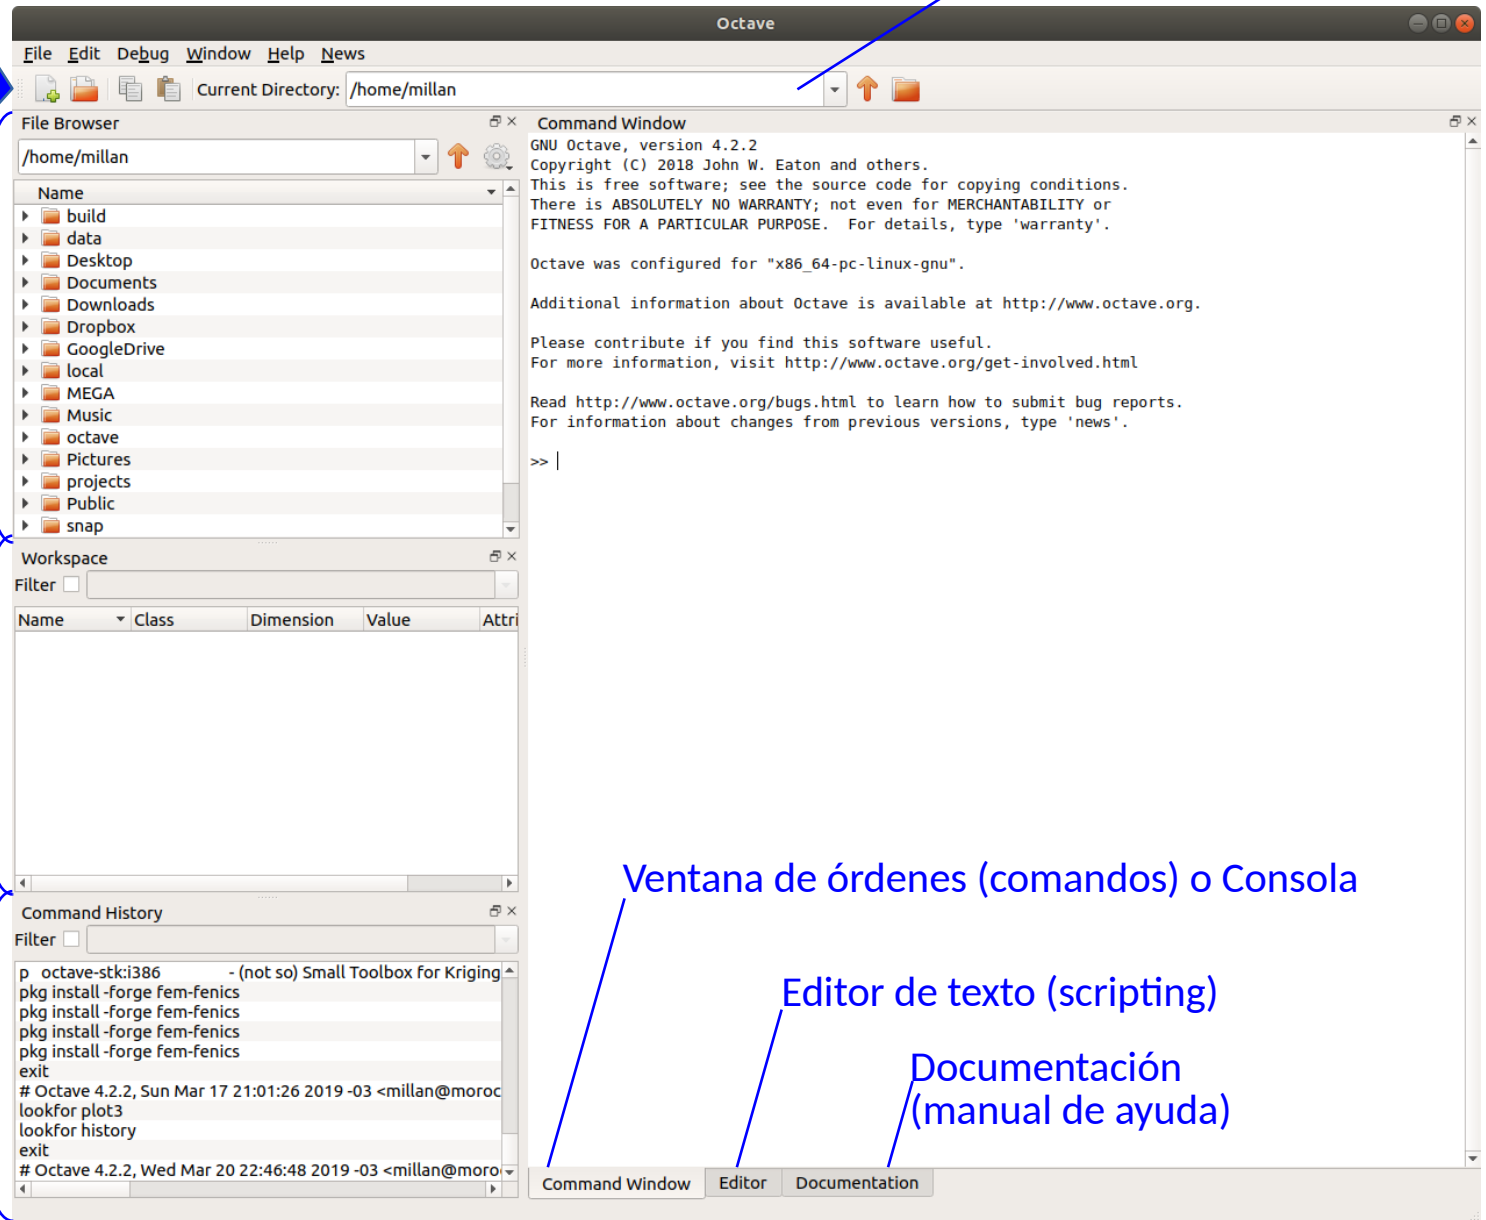 Octave
File Edit Debug Window Help News
Current Directory: /home/millan
File Browser
/home/millan
Name
build
data
Desktop
Documents
Downloads
Dropbox
GoogleDrive
local
MEGA
Music
octave
Pictures
projects
Public
snap
Workspace
Filter
Name Class Dimension Value Attri
Command History
Filter
p octave-stk:i386 - (not so) Small Toolbox for Kriging
pkg install -forge fem-fenics
pkg install -forge fem-fenics
pkg install -forge fem-fenics
pkg install -forge fem-fenics
exit
# Octave 4.2.2, Sun Mar 17 21:01:26 2019 -03 <millan@moroc
lookfor plot3
lookfor history
exit
# Octave 4.2.2, Wed Mar 20 22:46:48 2019 -03 <millan@moro
Command Window
GNU Octave, version 4.2.2
Copyright (C) 2018 John W. Eaton and others.
This is free software; see the source code for copying conditions.
There is ABSOLUTELY NO WARRANTY; not even for MERCHANTABILITY or
FITNESS FOR A PARTICULAR PURPOSE.  For details, type 'warranty'.
Octave was configured for "x86_64-pc-linux-gnu".
Additional information about Octave is available at http://www.octave.org.
Please contribute if you find this software useful.
For more information, visit http://www.octave.org/get-involved.html
Read http://www.octave.org/bugs.html to learn how to submit bug reports.
For information about changes from previous versions, type 'news'.
>>
Ventana de órdenes (comandos) o Consola
Editor de texto (scripting)
Documentación
(manual de ayuda)
Command Window Editor Documentation